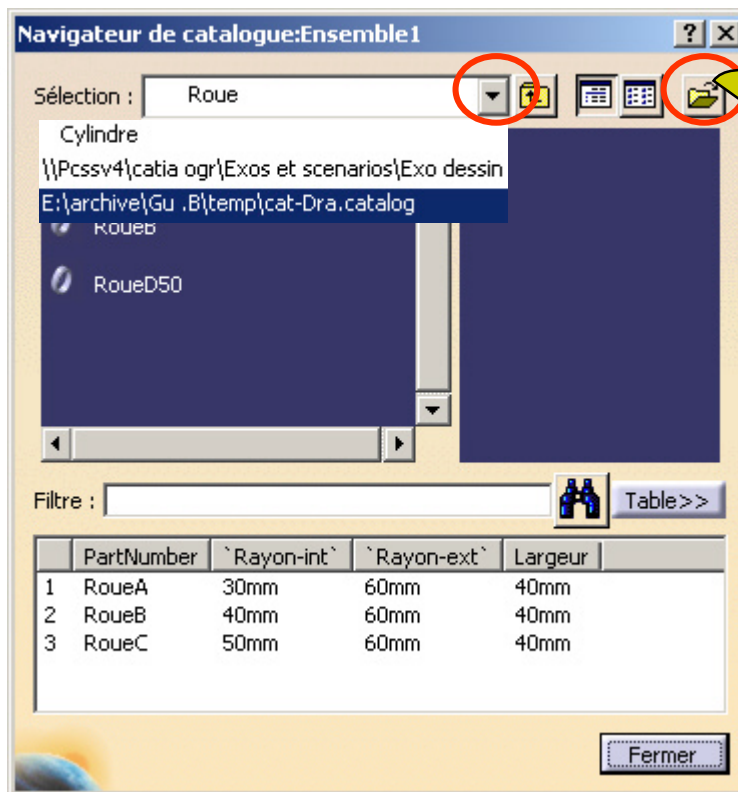 Navigateur de catalogue:Ensemble1
Sélection : Roue
Cylindre
\\Pcssv4\catia ogr\Exos et scenarios\Exo dessin
E:\archive\Gu .B\temp\cat-Dra.catalog
RoueB
RoueD50
Filtre :
Table>>
PartNumber `Rayon-int` `Rayon-ext` Largeur
1 RoueA 30mm 60mm 40mm
2 RoueB 40mm 60mm 40mm
3 RoueC 50mm 60mm 40mm
Fermer